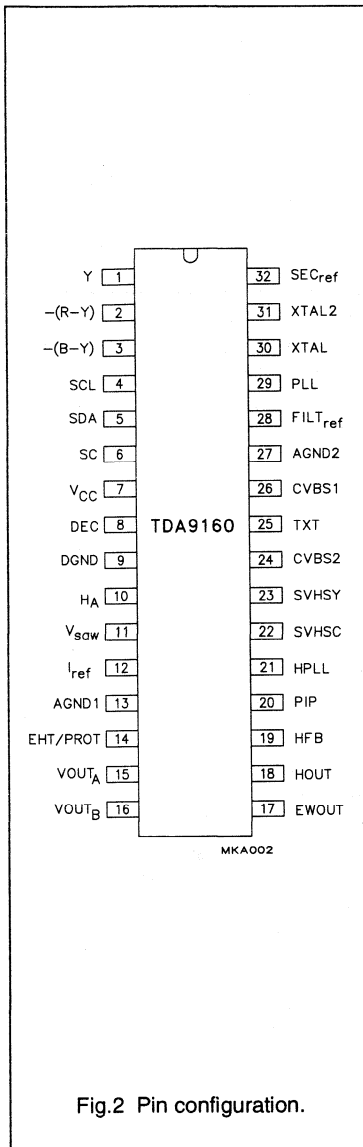 Y 1 32 SECref
-(R-Y) 2 31 XTAL2
-(B-Y) 3 30 XTAL
SCL 4 29 PLL
SDA 5 28 FILTref
SC 6 27 AGND2
VCC 7 26 CVBS1
DEC 8 TDA9160 25 TXT
DGND 9 24 CVBS2
HA 10 23 SVHSY
Vsaw 11 22 SVHSC
Iref 12 21 HPLL
AGND1 13 20 PIP
EHT/PROT 14 19 HFB
VOUTA 15 18 HOUT
VOUTB 16 17 EWOUT
MKA002
Fig.2 Pin configuration.